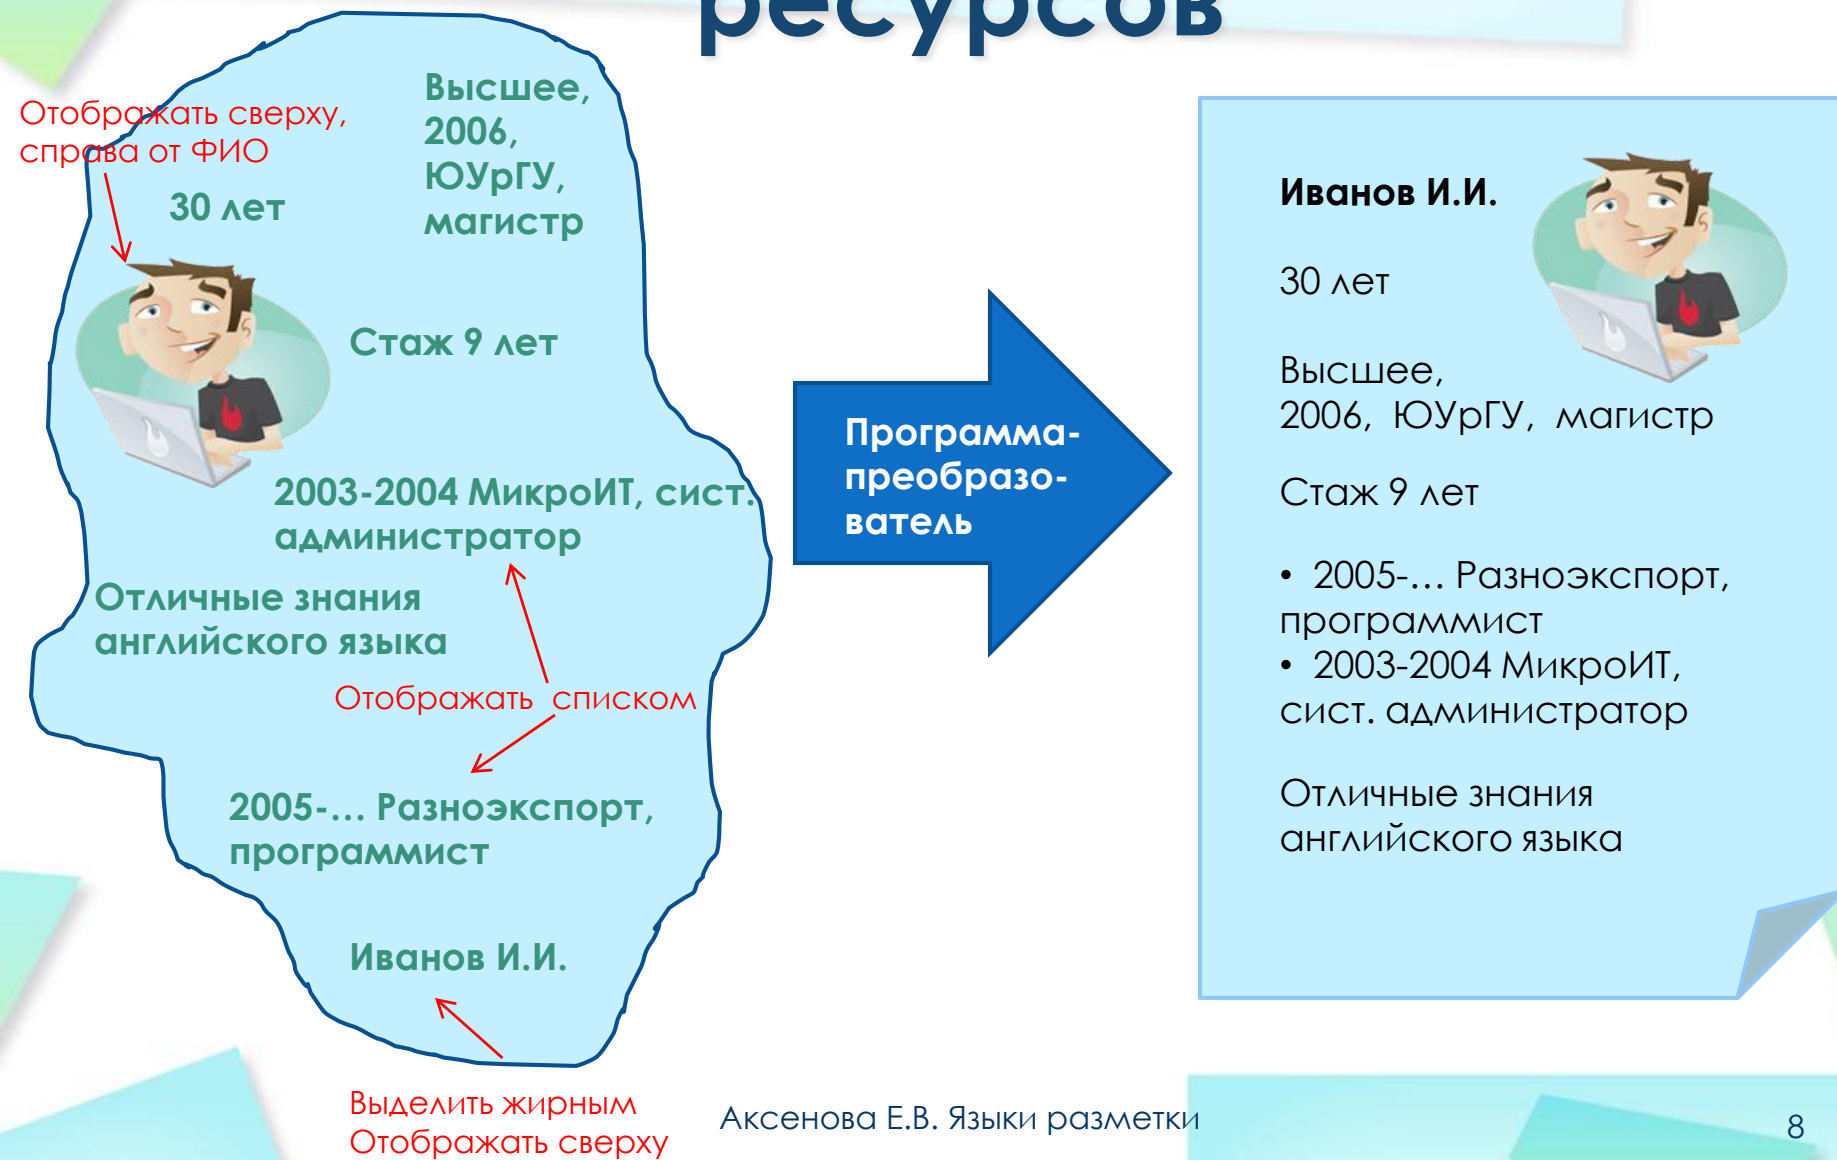 ресурсов
Отображать сверху,
справа от ФИО
Высшее,
2006,
ЮУрГУ,
магистр
30 лет
Стаж 9 лет
2003-2004 МикроИТ, сист.
администратор
Отличные знания
английского языка
Отображать списком
2005-... Разноэкспорт,
программист
Иванов И.И.
Выделить жирным
Отображать сверху
Программа-
преобразо-
ватель
Иванов И.И.
30 лет
Высшее,
2006, ЮУрГУ, магистр
Стаж 9 лет
• 2005-... Разноэкспорт,
программист
• 2003-2004 МикроИТ,
сист. администратор
Отличные знания
английского языка
Аксенова Е.В. Языки разметки
8